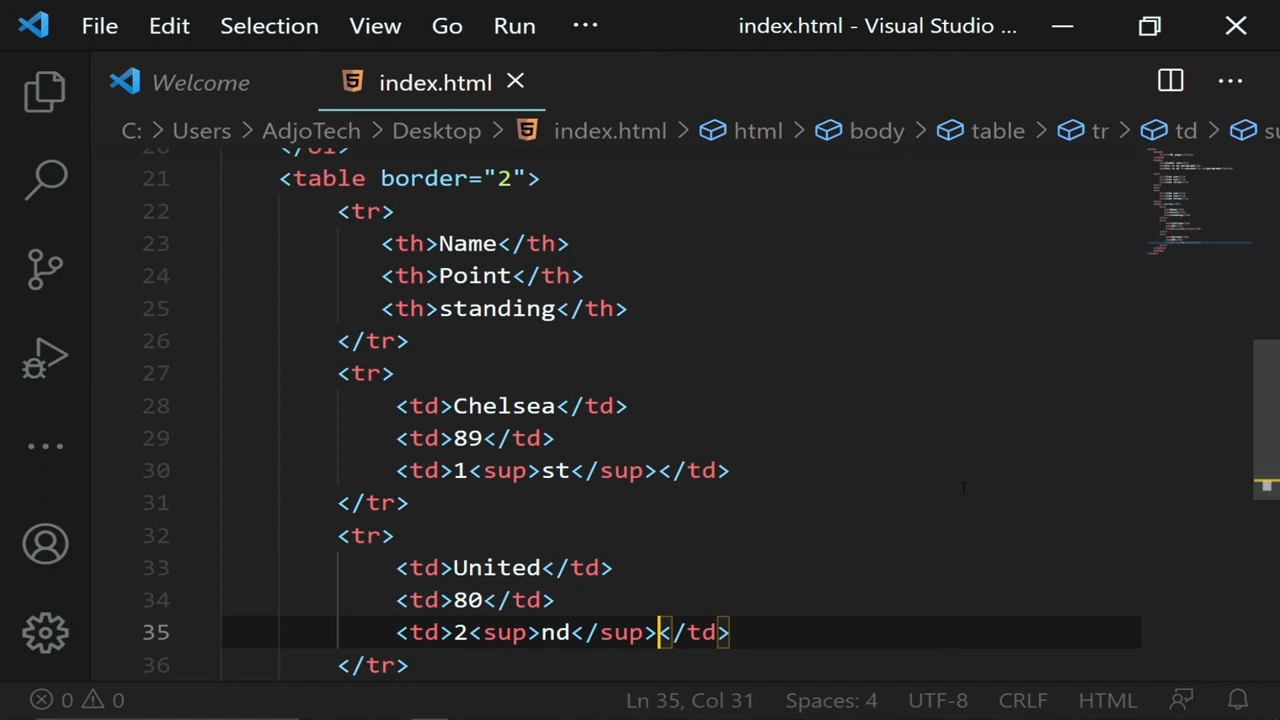 File Edit Selection View Go Run ··· index.html - Visual Studio ...
Welcome index.html
C: > Users > AdjoTech > Desktop > index.html > html > body > table > tr > td > su
20 </ol>
21 <table border="2">
22 <tr>
23 <th>Name</th>
24 <th>Point</th>
25 <th>standing</th>
26 </tr>
27 <tr>
28 <td>Chelsea</td>
29 <td>89</td>
30 <td>1<sup>st</sup></td>
31 </tr>
32 <tr>
33 <td>United</td>
34 <td>80</td>
35 <td>2<sup>nd</sup></td>
36 </tr>
0 0 Ln 35, Col 31 Spaces: 4 UTF-8 CRLF HTML